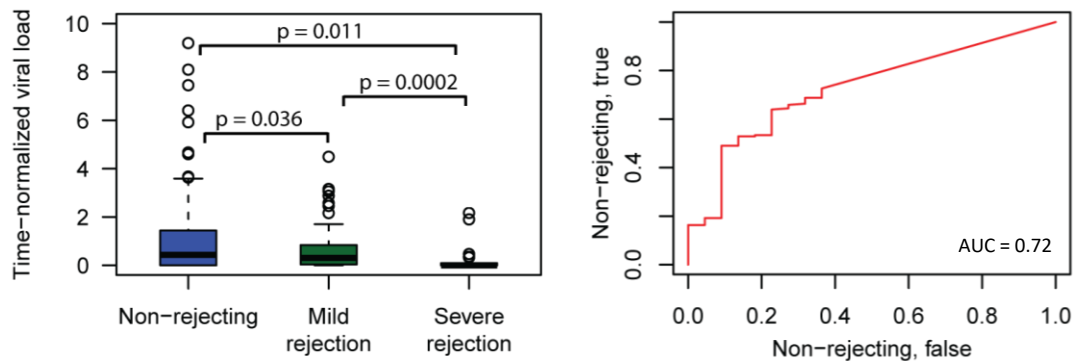 Time−normalized viral load
10
8
6
4
2
0
p = 0.011
p = 0.0002
p = 0.036
Non−rejecting
Mild
rejection
Severe
rejection
Non−rejecting, true
0.8
0.4
0.0
AUC = 0.72
0.0 0.2 0.4 0.6 0.8 1.0
Non−rejecting, false